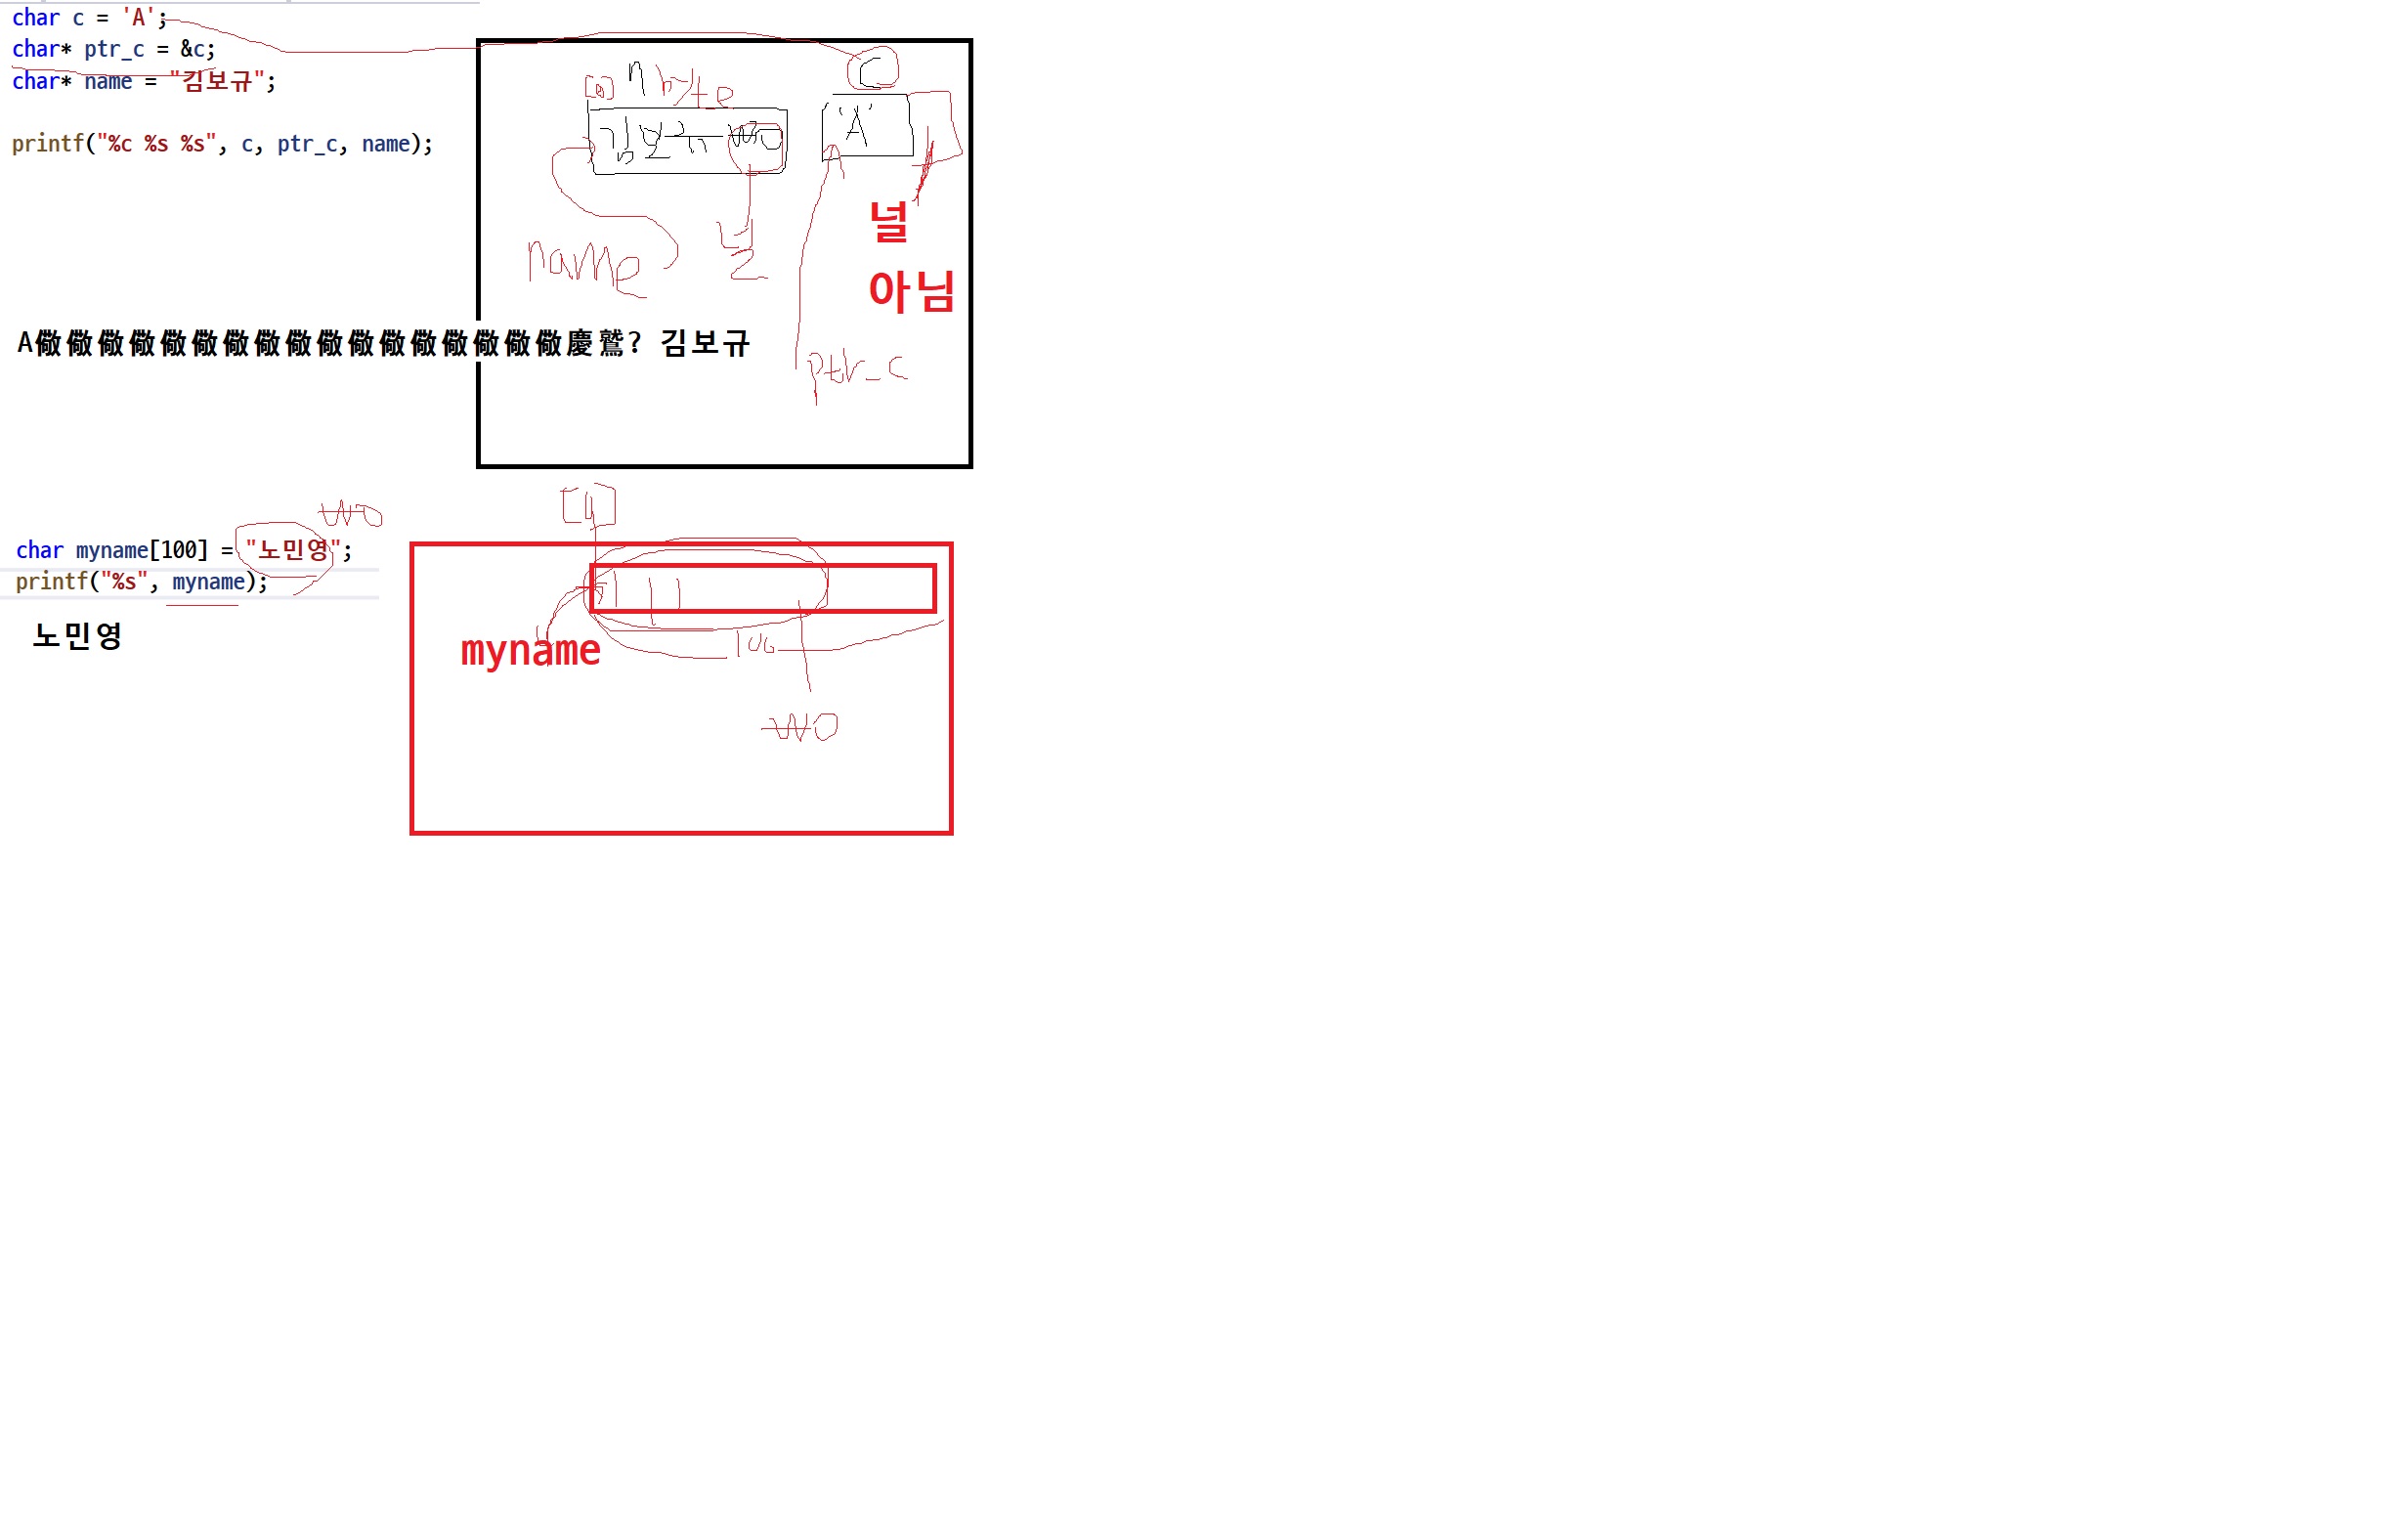 char c = 'A';
char* ptr_c = &c;
char* name = "김보규";
printf("%c %s %s", c, ptr_c, name);
[0] n byte
김보규 \0
C
'A'
name
널
널
아님
ptr_c
A儆儆儆儆儆儆儆儆儆儆儆儆儆儆儆儆儆慶鷲? 김보규
\0
char myname[100] = "노민영";
printf("%s", myname);
노민영
myname
100
\0